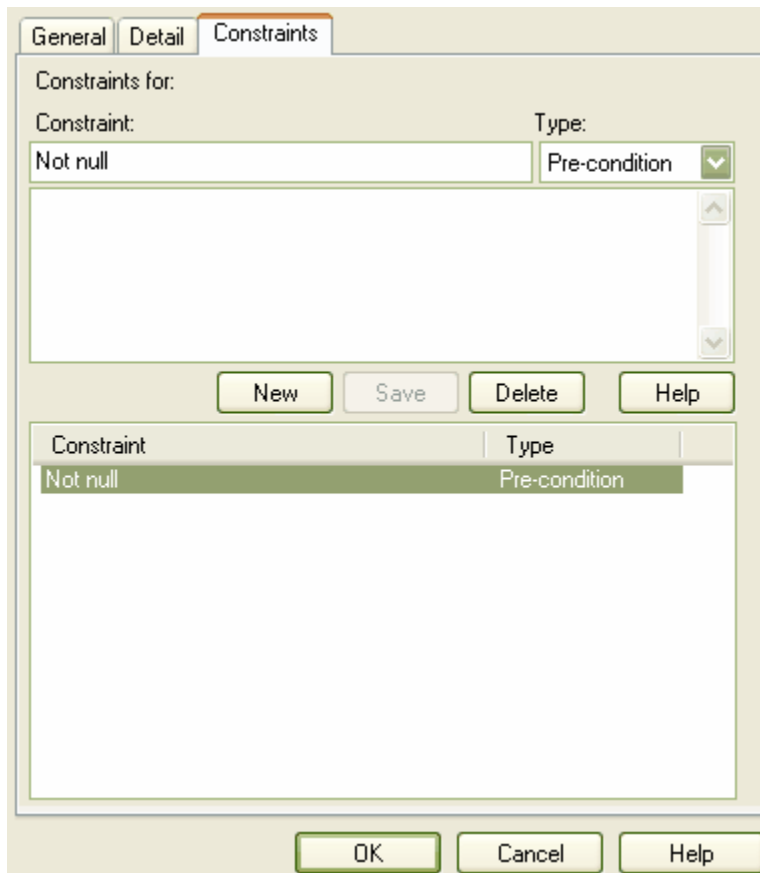 General Detail Constraints
Constraints for:
Constraint: Type:
Not null Pre-condition
New Save Delete Help
Constraint Type
Not null Pre-condition
OK Cancel Help